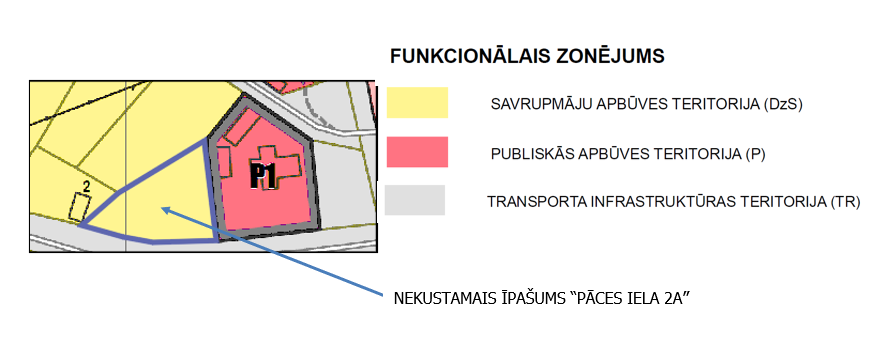 FUNKCIONĀLAIS ZONĒJUMS
SAVRUPMĀJU APBŪVES TERITORIJA (DzS)
PUBLISKĀS APBŪVES TERITORIJA (P)
TRANSPORTA INFRASTRUKTŪRAS TERITORIJA (TR)
P1
2
NEKUSTAMAIS ĪPAŠUMS “PĀCES IELA 2A”